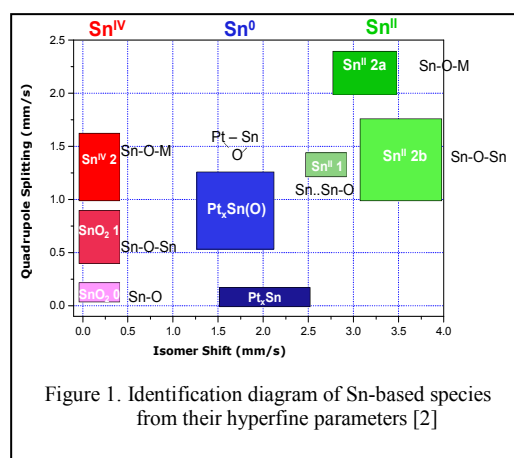 Sn^IV Sn^0 Sn^II
Quadrupole Splitting (mm/s)
2.5
Sn^II 2a Sn-O-M
2.0
Pt – Sn
Sn^IV 2 Sn-O-M O Sn^II 1 Sn^II 2b Sn-O-Sn
1.5
Sn..Sn-O
1.0
Pt_xSn(O)
SnO_2 1
Sn-O-Sn
0.5
SnO_2 0 Sn-O Pt_xSn
0.0
0.0 0.5 1.0 1.5 2.0 2.5 3.0 3.5 4.0
Isomer Shift (mm/s)
Figure 1. Identification diagram of Sn-based species
from their hyperfine parameters [2]